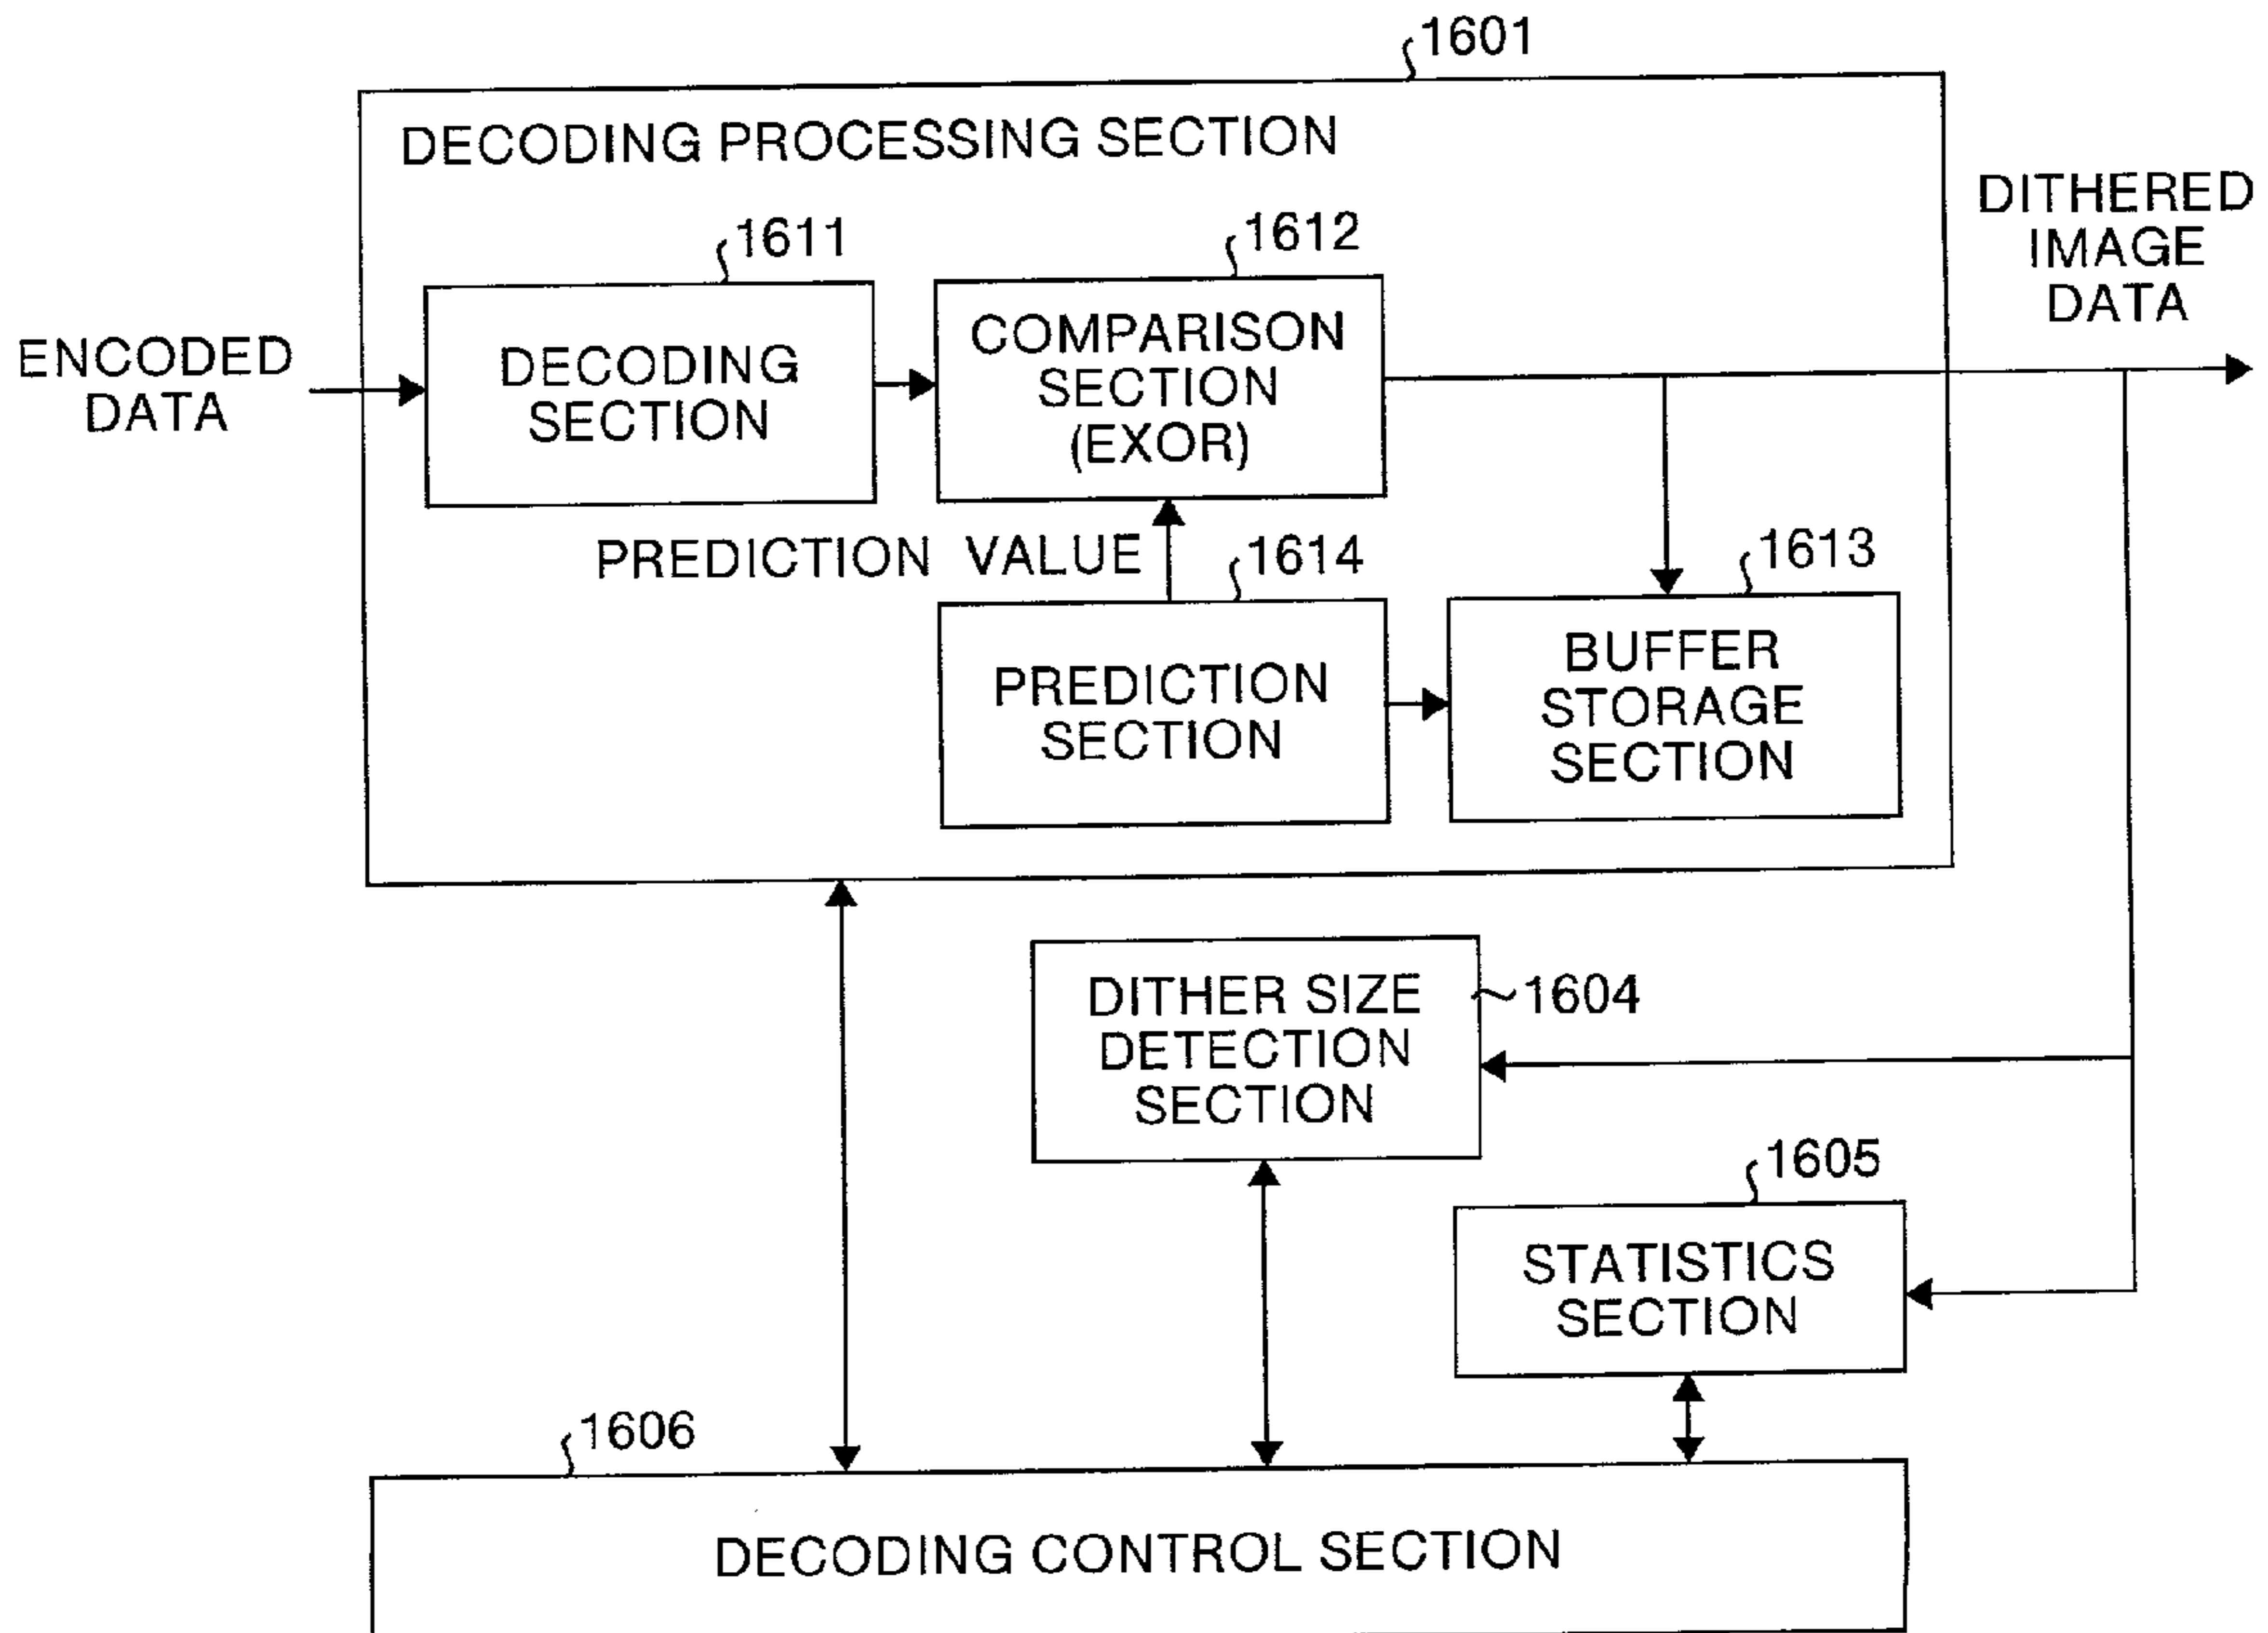 1601
DECODING PROCESSING SECTION
DITHERED
IMAGE
DATA
1611
1612
ENCODED
DATA
DECODING
SECTION
COMPARISON
SECTION
(EXOR)
PREDICTION VALUE
1614
1613
PREDICTION
SECTION
BUFFER
STORAGE
SECTION
DITHER SIZE
DETECTION
SECTION
1604
1605
STATISTICS
SECTION
1606
DECODING CONTROL SECTION